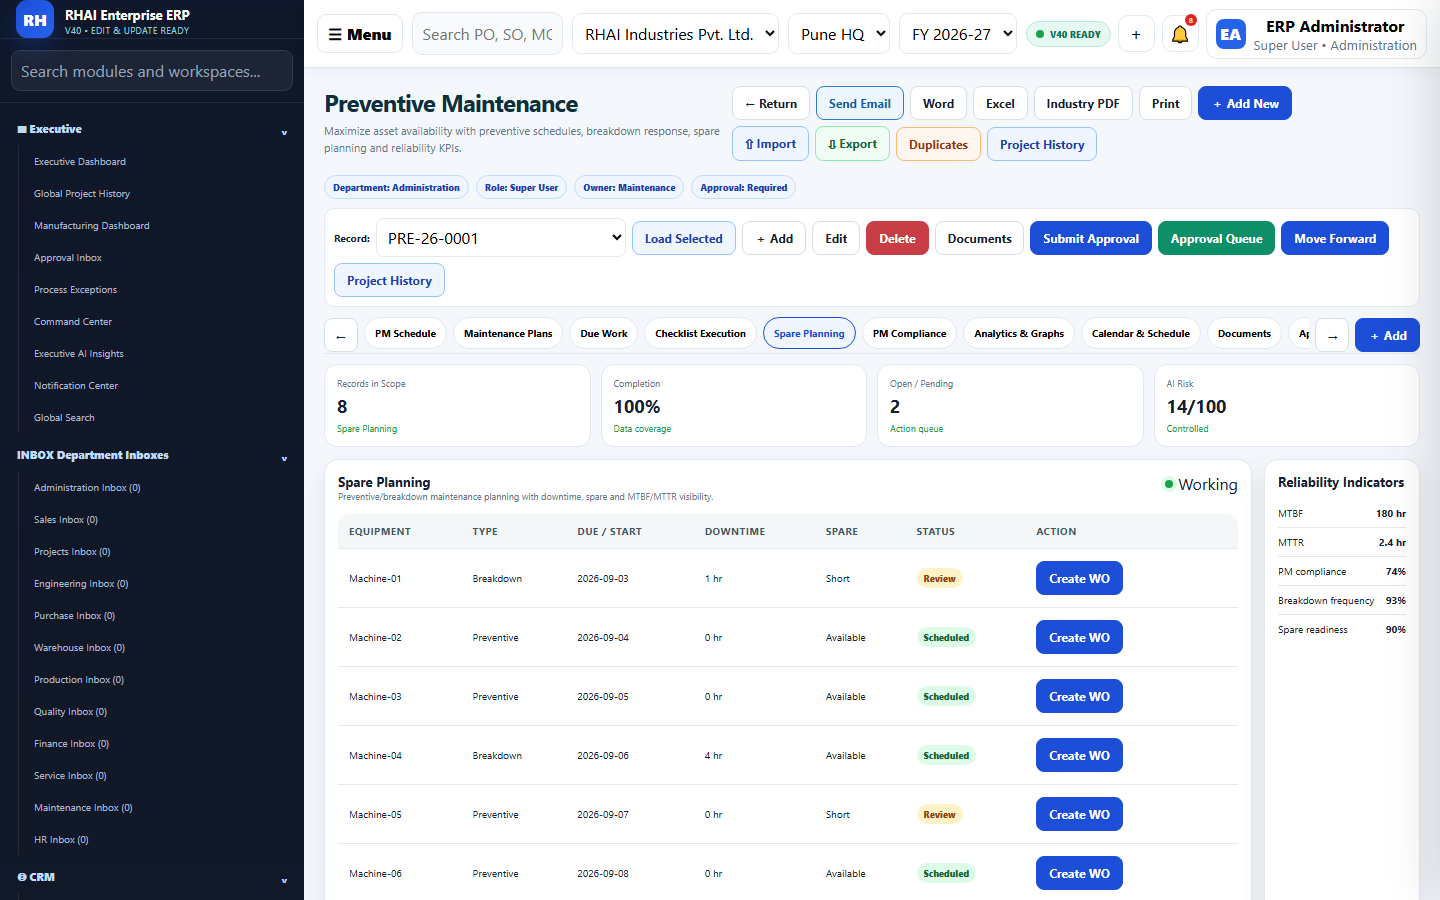 RH
RHAI Enterprise ERP
V40 • EDIT & UPDATE READY
Search modules and workspaces...
Executive
Executive Dashboard
Global Project History
Manufacturing Dashboard
Approval Inbox
Process Exceptions
Command Center
Executive AI Insights
Notification Center
Global Search
INBOX Department Inboxes
Administration Inbox (0)
Sales Inbox (0)
Projects Inbox (0)
Engineering Inbox (0)
Purchase Inbox (0)
Warehouse Inbox (0)
Production Inbox (0)
Quality Inbox (0)
Finance Inbox (0)
Service Inbox (0)
Maintenance Inbox (0)
HR Inbox (0)
CRM
☰ Menu
Search PO, SO, MO
RHAI Industries Pvt. Ltd.
Pune HQ
FY 2026-27
V40 READY
+
8
EA
ERP Administrator
Super User • Administration
Preventive Maintenance
Maximize asset availability with preventive schedules, breakdown response, spare
planning and reliability KPIs.
← Return
Send Email
Word
Excel
Industry PDF
Print
+ Add New
⇧ Import
⇩ Export
Duplicates
Project History
Department: Administration
Role: Super User
Owner: Maintenance
Approval: Required
Record:
PRE-26-0001
Load Selected
+ Add
Edit
Delete
Documents
Submit Approval
Approval Queue
Move Forward
Project History
←
PM Schedule
Maintenance Plans
Due Work
Checklist Execution
Spare Planning
PM Compliance
Analytics & Graphs
Calendar & Schedule
Documents
→
+ Add
Records in Scope
8
Spare Planning
Completion
100%
Data coverage
Open / Pending
2
Action queue
AI Risk
14/100
Controlled
Spare Planning
Preventive/breakdown maintenance planning with downtime, spare and MTBF/MTTR visibility.
Working
EQUIPMENT TYPE DUE / START DOWNTIME SPARE STATUS ACTION
Machine-01 Breakdown 2026-09-03 1 hr Short Review Create WO
Machine-02 Preventive 2026-09-04 0 hr Available Scheduled Create WO
Machine-03 Preventive 2026-09-05 0 hr Available Scheduled Create WO
Machine-04 Breakdown 2026-09-06 4 hr Available Scheduled Create WO
Machine-05 Preventive 2026-09-07 0 hr Short Review Create WO
Machine-06 Preventive 2026-09-08 0 hr Available Scheduled Create WO
Reliability Indicators
MTBF 180 hr
MTTR 2.4 hr
PM compliance 74%
Breakdown frequency 93%
Spare readiness 90%